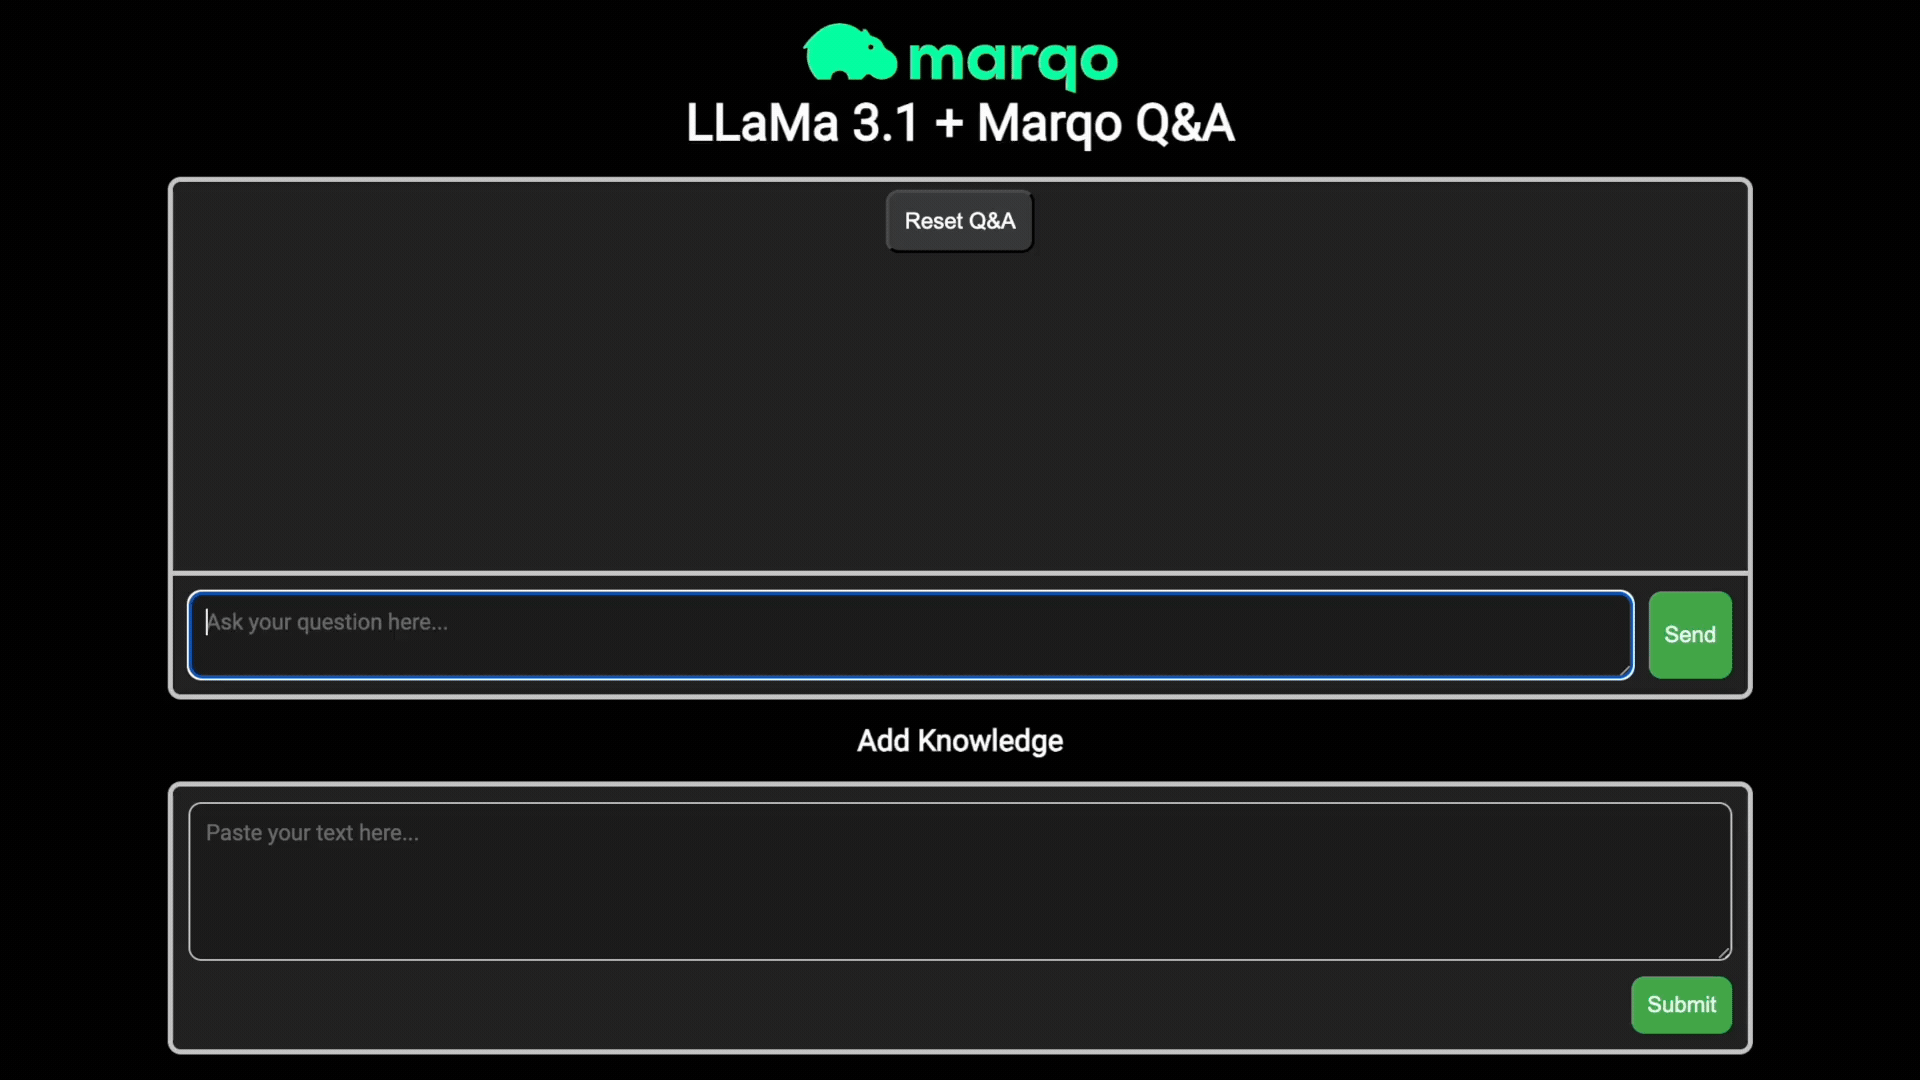 marqo
LLaMa 3.1 + Marqo Q&A
Reset Q&A
Ask your question here...
Send
Add Knowledge
Paste your text here...
Submit